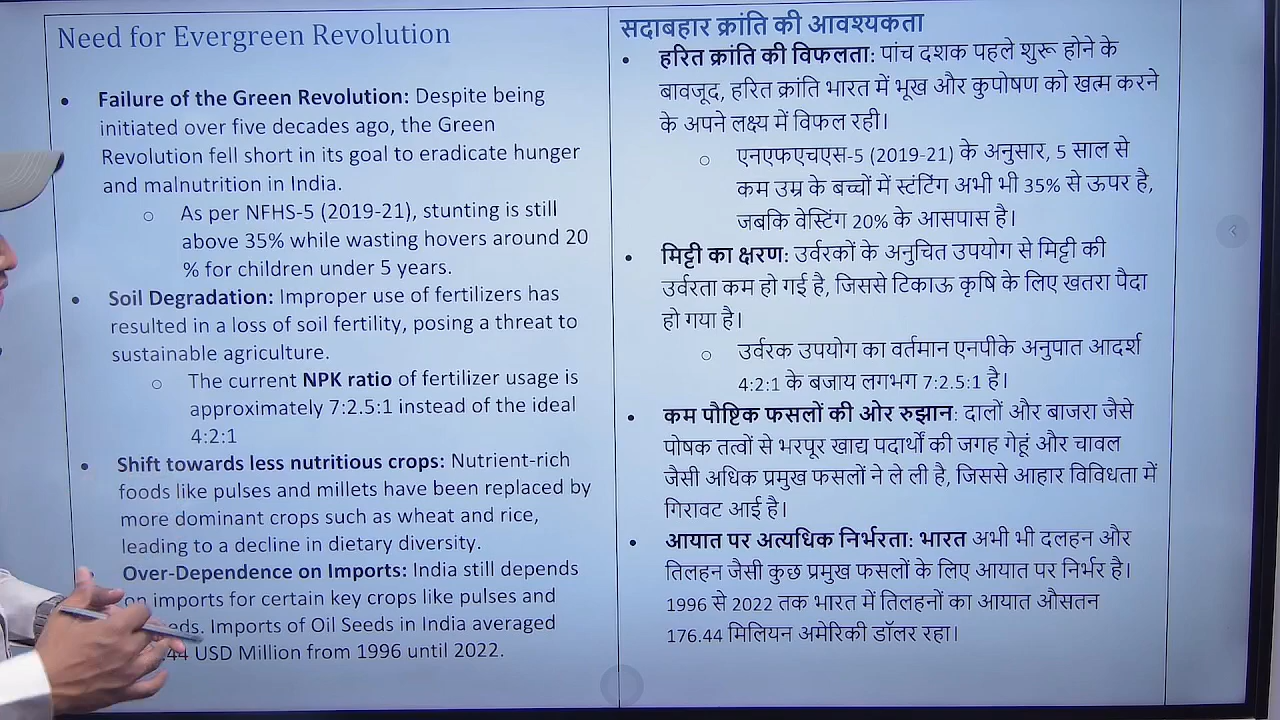 Need for Evergreen Revolution
• Failure of the Green Revolution: Despite being
initiated over five decades ago, the Green
Revolution fell short in its goal to eradicate hunger
and malnutrition in India.
○ As per NFHS-5 (2019-21), stunting is still
above 35% while wasting hovers around 20
% for children under 5 years.
• Soil Degradation: Improper use of fertilizers has
resulted in a loss of soil fertility, posing a threat to
sustainable agriculture.
○ The current NPK ratio of fertilizer usage is
approximately 7:2.5:1 instead of the ideal
4:2:1
• Shift towards less nutritious crops: Nutrient-rich
foods like pulses and millets have been replaced by
more dominant crops such as wheat and rice,
leading to a decline in dietary diversity.
Over-Dependence on Imports: India still depends
on imports for certain key crops like pulses and
Imports of Oil Seeds in India averaged
USD Million from 1996 until 2022.
सदाबहार क्रांति की आवश्यकता
• हरित क्रांति की विफलता: पांच दशक पहले शुरू होने के
बावजूद, हरित क्रांति भारत में भूख और कुपोषण को खत्म करने
के अपने लक्ष्य में विफल रही।
○ एनएफएचएस-5 (2019-21) के अनुसार, 5 साल से
कम उम्र के बच्चों में स्टंटिंग अभी भी 35% से ऊपर है,
जबकि वेस्टिंग 20% के आसपास है।
• मिट्टी का क्षरण: उर्वरकों के अनुचित उपयोग से मिट्टी की
उर्वरता कम हो गई है, जिससे टिकाऊ कृषि के लिए खतरा पैदा
हो गया है।
○ उर्वरक उपयोग का वर्तमान एनपीके अनुपात आदर्श
4:2:1 के बजाय लगभग 7:2.5:1 है।
• कम पौष्टिक फसलों की ओर रुझान: दालों और बाजरा जैसे
पोषक तत्वों से भरपूर खाद्य पदार्थों की जगह गेहूं और चावल
जैसी अधिक प्रमुख फसलों ने ले ली है, जिससे आहार विविधता में
गिरावट आई है।
• आयात पर अत्यधिक निर्भरता: भारत अभी भी दलहन और
तिलहन जैसी कुछ प्रमुख फसलों के लिए आयात पर निर्भर है।
1996 से 2022 तक भारत में तिलहनों का आयात औसतन
176.44 मिलियन अमेरिकी डॉलर रहा।